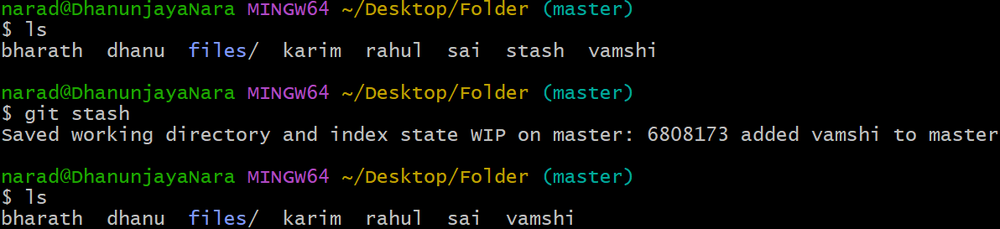 narad@DhanunjayaNara MINGW64 ~/Desktop/Folder (master)
$ ls
bharath  dhanu  files/  karim  rahul  sai  stash  vamshi

narad@DhanunjayaNara MINGW64 ~/Desktop/Folder (master)
$ git stash
Saved working directory and index state WIP on master: 6808173 added vamshi to master

narad@DhanunjayaNara MINGW64 ~/Desktop/Folder (master)
$ ls
bharath  dhanu  files/  karim  rahul  sai  vamshi